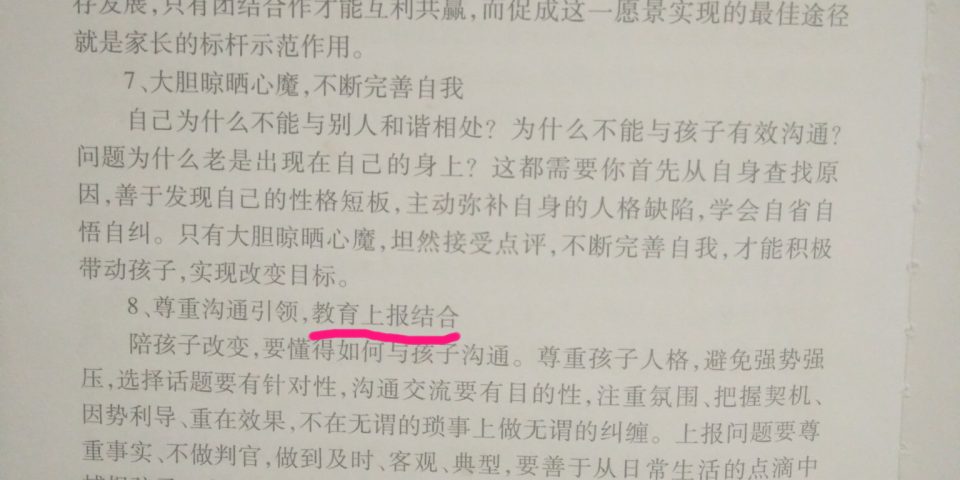 存发展,只有团结合作才能互利共赢,而促成这一愿景实现的最佳途径
就是家长的标杆示范作用。
7、大胆晾晒心魔,不断完善自我
自己为什么不能与别人和谐相处?为什么不能与孩子有效沟通?
问题为什么老是出现在自己的身上?这都需要你首先从自身查找原
因,善于发现自己的性格短板,主动弥补自身的人格缺陷,学会自省自
悟自纠。只有大胆晾晒心魔,坦然接受点评,不断完善自我,才能积极
带动孩子,实现改变目标。
8、尊重沟通引领,教育上报结合
陪孩子改变,要懂得如何与孩子沟通。尊重孩子人格,避免强势强
压,选择话题要有针对性,沟通交流要有目的性,注重氛围、把握契机、
因势利导、重在效果,不在无谓的琐事上做无谓的纠缠。上报问题要尊
重事实、不做判官,做到及时、客观、典型,要善于从日常生活的点滴中